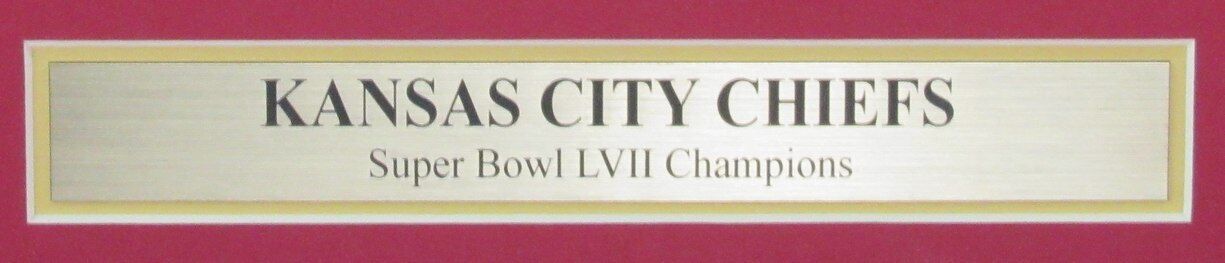 KANSAS CITY CHIEFS
Super Bowl LVII Champions